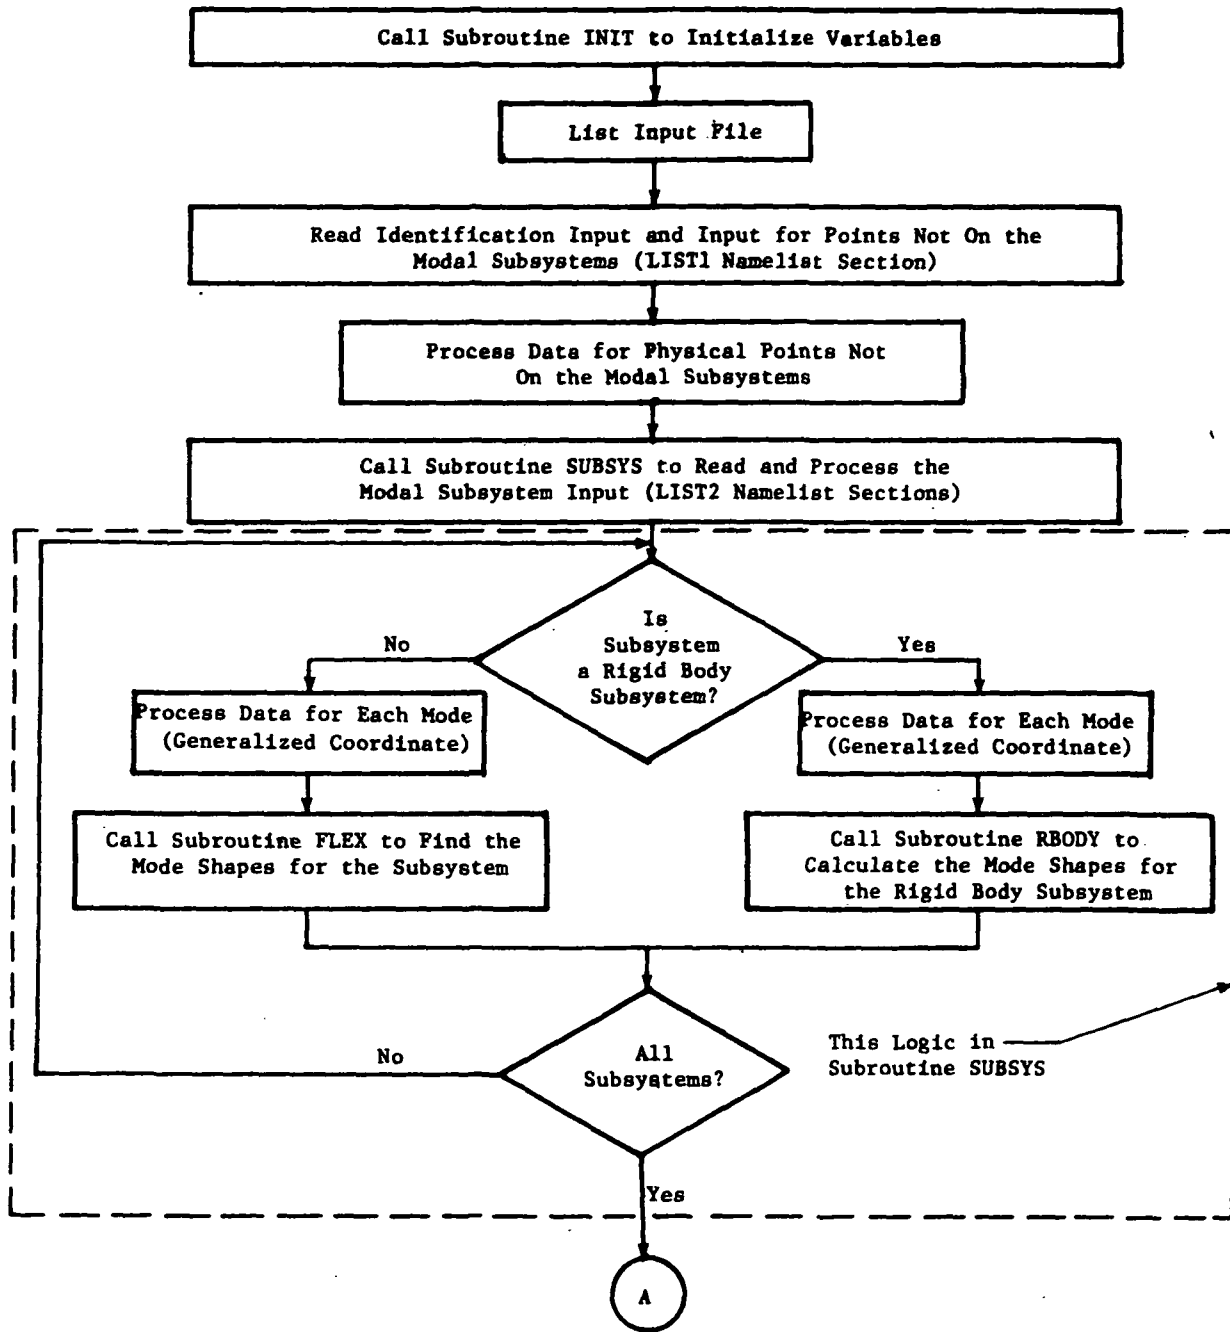 Call Subroutine INIT to Initialize Variables
List Input File
Read Identification Input and Input for Points Not On the
Modal Subsystems (LIST1 Namelist Section)
Process Data for Physical Points Not
On the Modal Subsystems
Call Subroutine SUBSYS to Read and Process the
Modal Subsystem Input (LIST2 Namelist Sections)
Is
Subsystem
a Rigid Body
Subsystem?
No
Yes
Process Data for Each Mode
(Generalized Coordinate)
Process Data for Each Mode
(Generalized Coordinate)
Call Subroutine FLEX to Find the
Mode Shapes for the Subsystem
Call Subroutine RBODY to
Calculate the Mode Shapes for
the Rigid Body Subsystem
All
Subsystems?
No
This Logic in
Subroutine SUBSYS
Yes
A